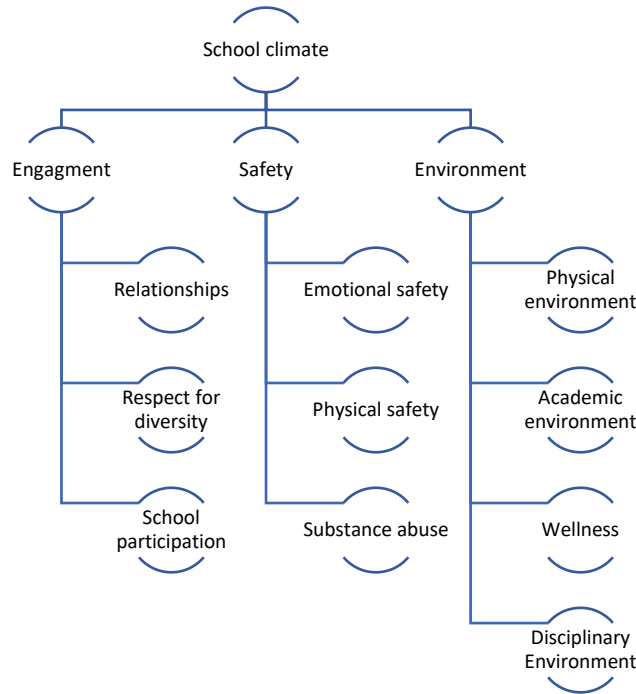 School climate
Engagment
Safety
Environment
Relationships
Emotional safety
Physical
environment
Respect for
diversity
Physical safety
Academic
environment
School
participation
Substance abuse
Wellness
Disciplinary
Environment